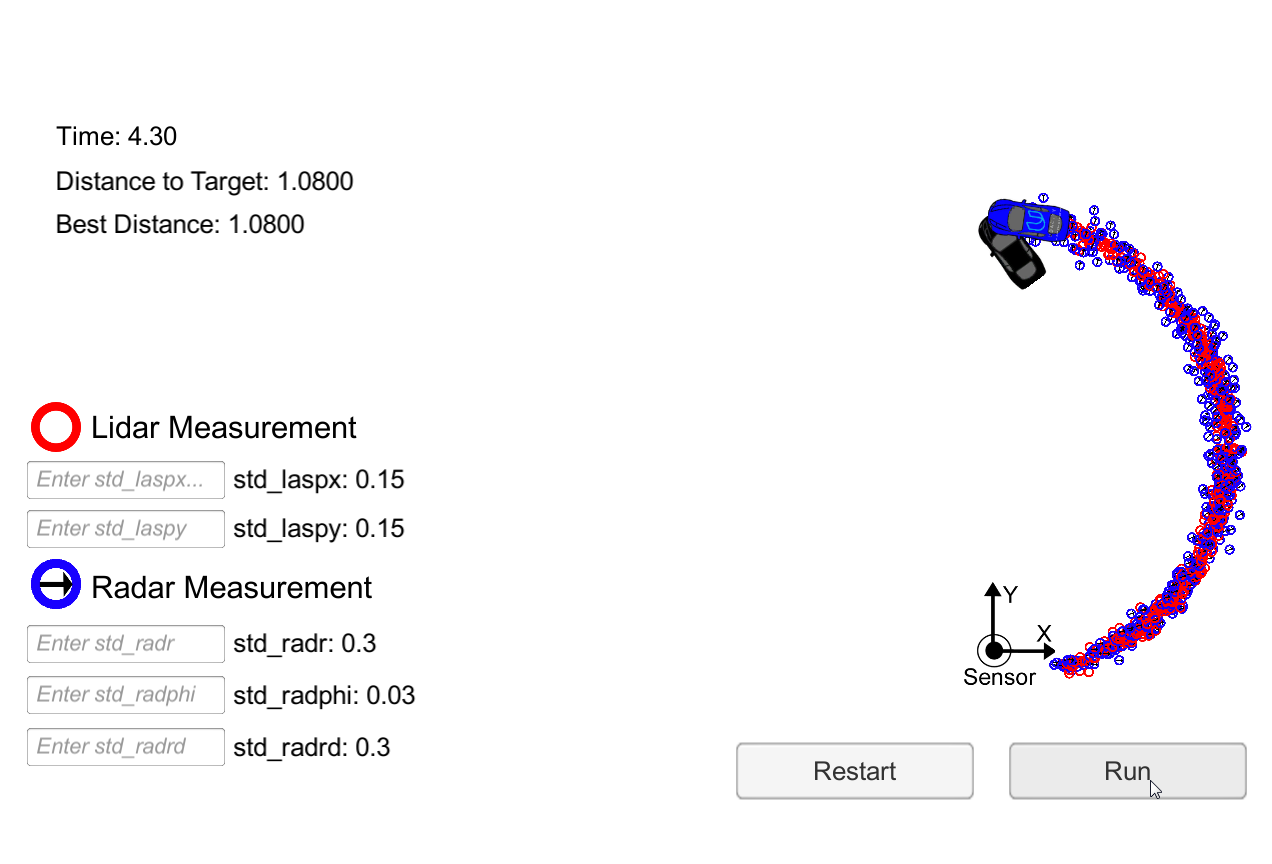 Time: 4.30
Distance to Target: 1.0800
Best Distance: 1.0800
Lidar Measurement
Enter std_laspx... std_laspx: 0.15
Enter std_laspy std_laspy: 0.15
Radar Measurement
Enter std_radr std_radr: 0.3
Enter std_radphi std_radphi: 0.03
Enter std_radrd std_radrd: 0.3
Y
X
Sensor
Restart
Run